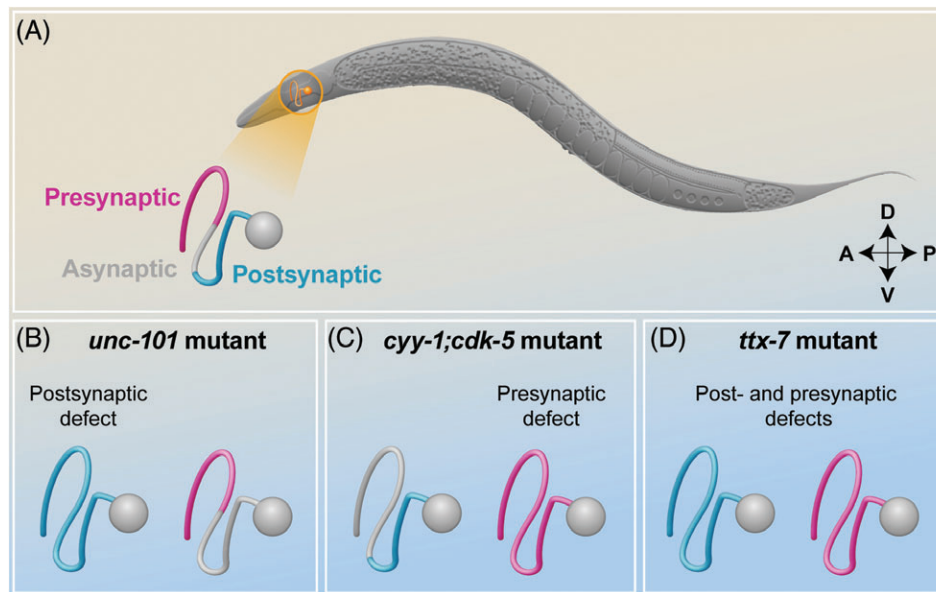 (A)
Presynaptic
Asynaptic
Postsynaptic
D
A P
V
(B) unc-101 mutant
Postsynaptic
defect
(C) cyy-1;cdk-5 mutant
Presynaptic
defect
(D) ttx-7 mutant
Post- and presynaptic
defects